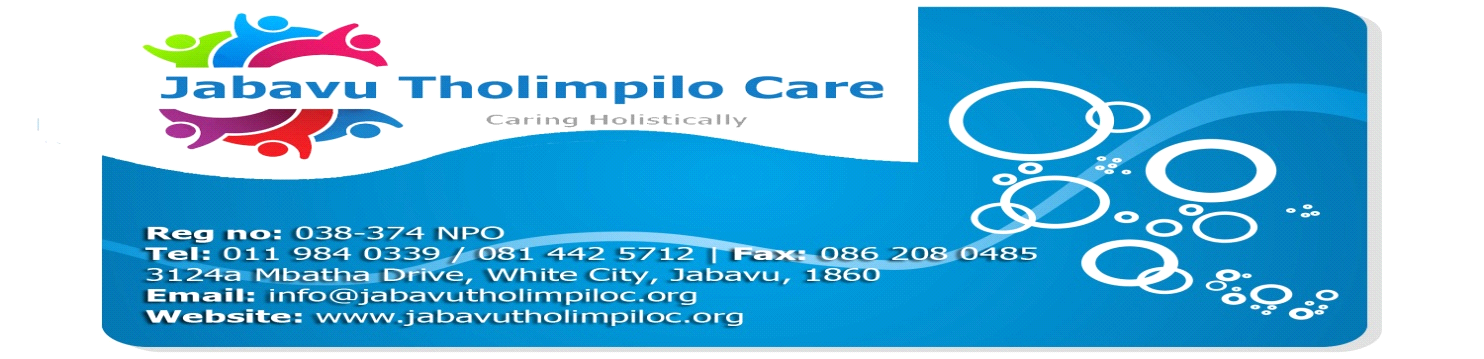 Jabavu Tholimpilo Care
Caring Holistically
Reg no: 038-374 NPO
Tel: 011 984 0339 / 081 442 5712 | Fax: 086 208 0485
3124a Mbatha Drive, White City, Jabavu, 1860
Email: info@jabavutholimpiloc.org
Website: www.jabavutholimpiloc.org